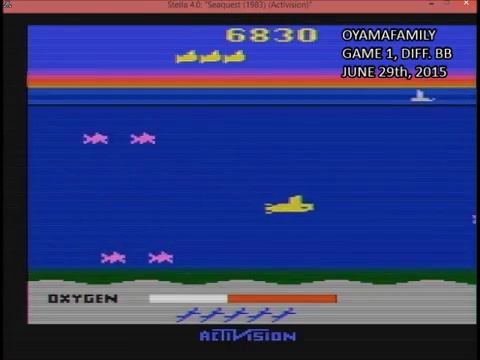 Stella 4.0: "Seaquest (1983) (Activision)"
6830
OYAMAFAMILY
GAME 1, DIFF. BB
JUNE 29th, 2015
OXYGEN
ACTIVISION